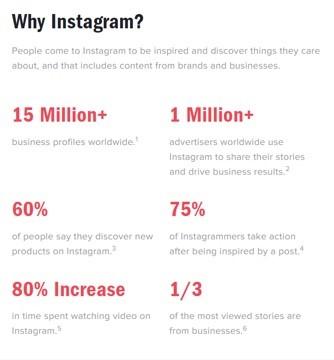 Why Instagram?
People come to Instagram to be inspired and discover things they care
about, and that includes content from brands and businesses.
15 Million+
business profiles worldwide.1
1 Million+
advertisers worldwide use
Instagram to share their stories
and drive business results.2
60%
of people say they discover new
products on Instagram.3
75%
of Instagrammers take action
after being inspired by a post.4
80% Increase
in time spent watching video on
Instagram.5
1/3
of the most viewed stories are
from businesses.6